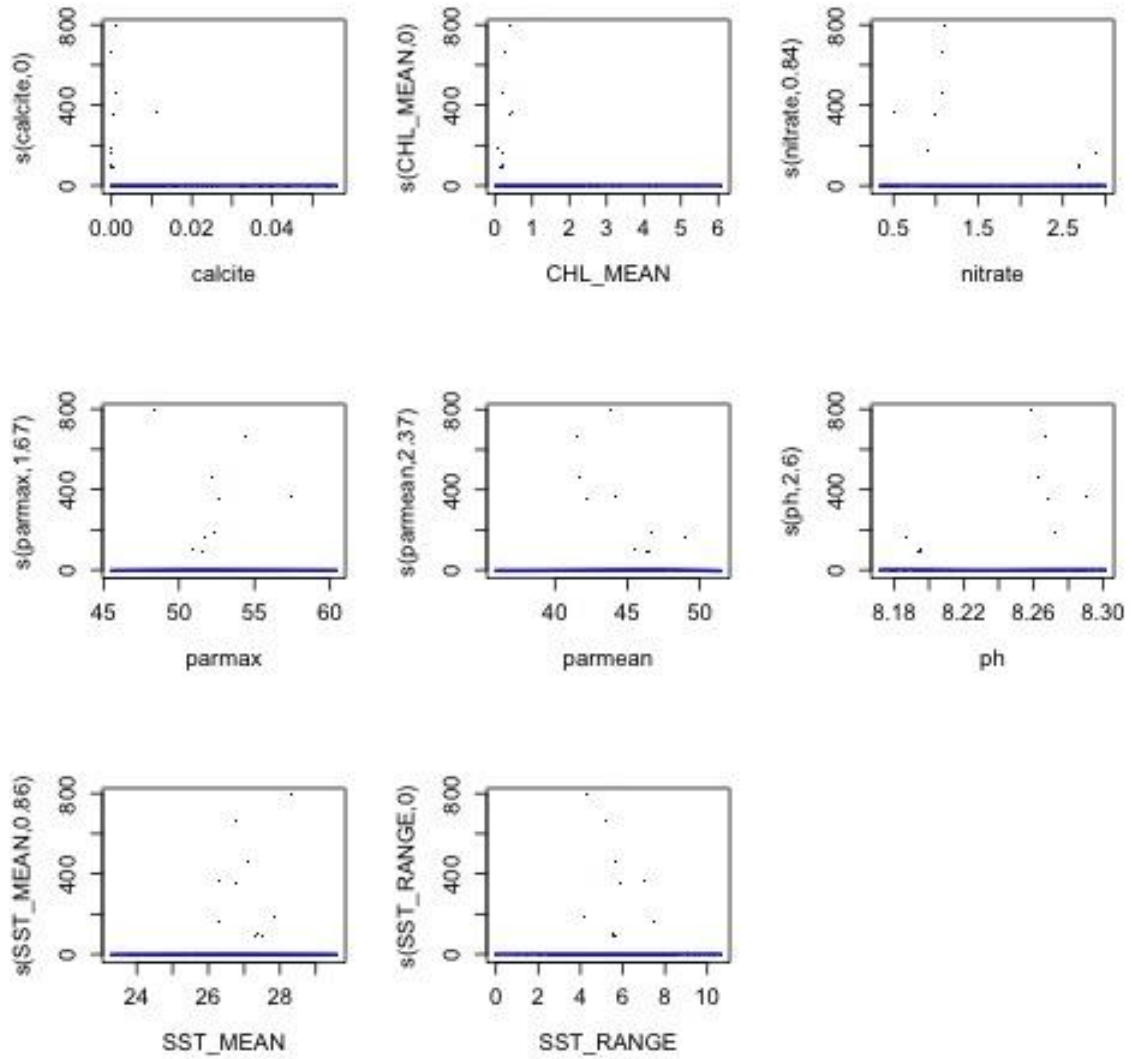 s(calcite,0)
800
400
0
0.00 0.02 0.04
calcite
s(CHL_MEAN,0)
800
400
0
0 1 2 3 4 5 6
CHL_MEAN
s(nitrate,0.84)
800
400
0
0.5 1.5 2.5
nitrate
s(parmax,1.67)
800
400
0
45 50 55 60
parmax
s(parmean,2.37)
800
400
0
40 45 50
parmean
s(ph,2.6)
800
400
0
8.18 8.22 8.26 8.30
ph
s(SST_MEAN,0.86)
800
400
0
24 26 28
SST_MEAN
s(SST_RANGE,0)
800
400
0
0 2 4 6 8 10
SST_RANGE